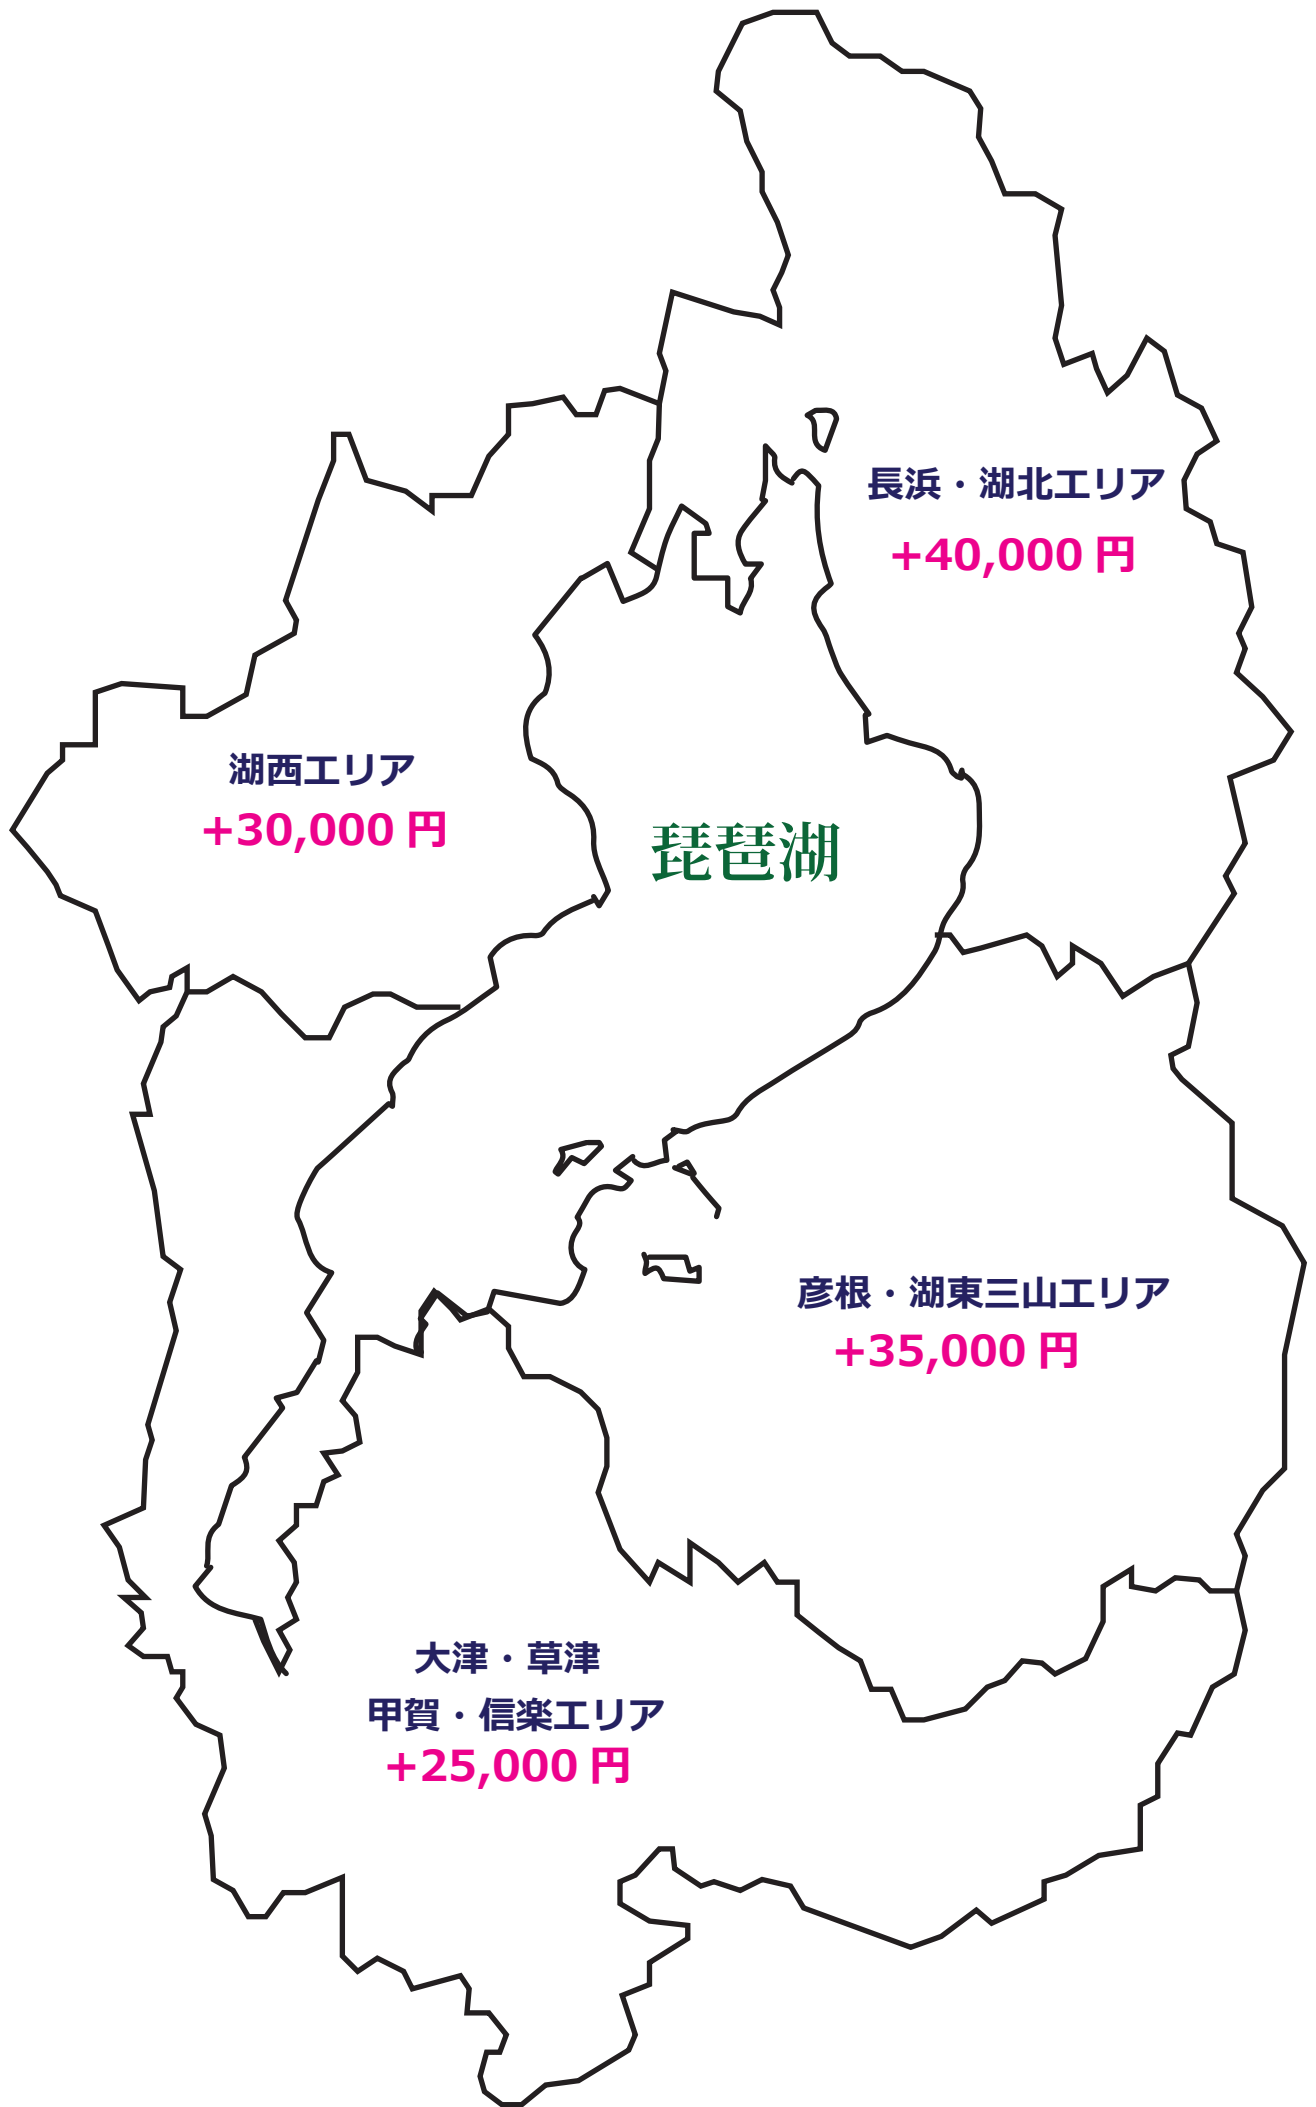 長浜・湖北エリア
+40,000 円
湖西エリア
+30,000 円
琵琶湖
彦根・湖東三山エリア
+35,000 円
大津・草津
甲賀・信楽エリア
+25,000 円